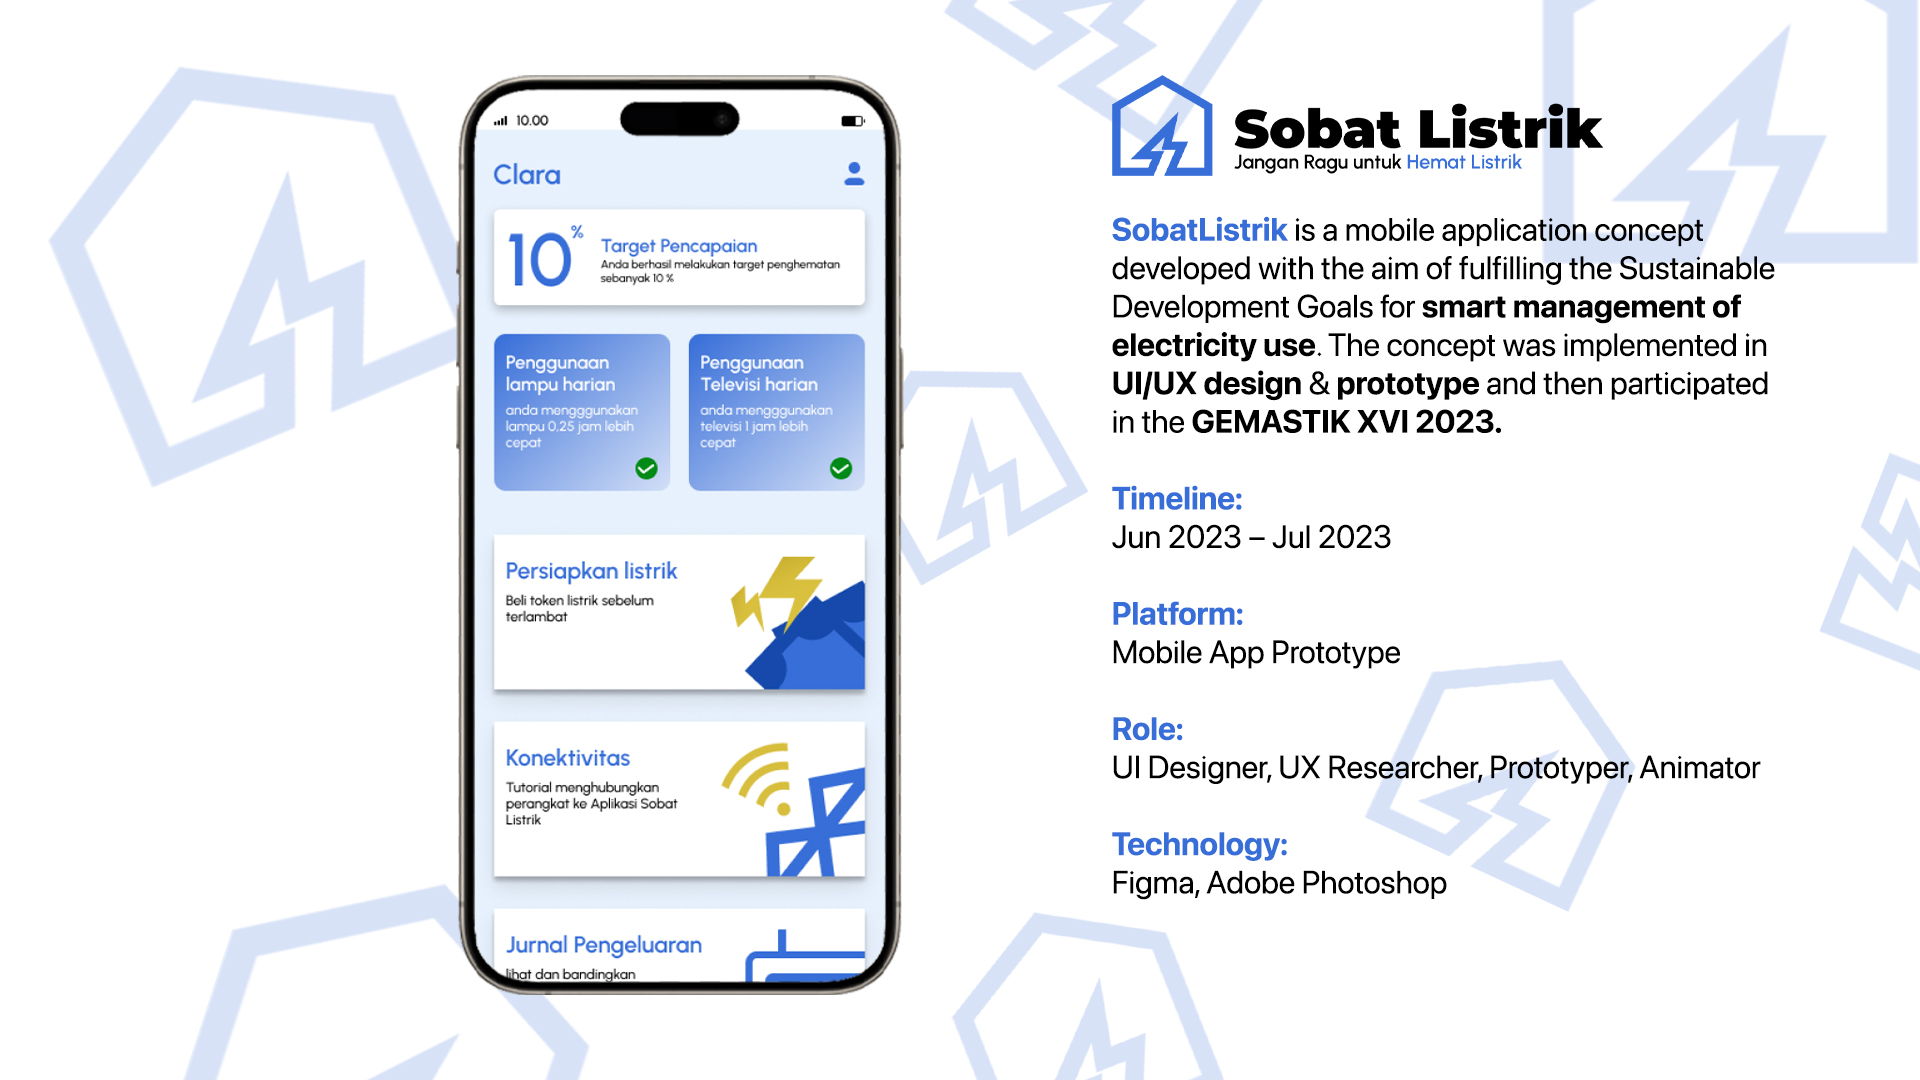 10.00
Clara
10%
Target Pencapaian
Anda berhasil melakukan target penghematan
sebanyak 10 %
Penggunaan
lampu harian
anda mengggunakan
lampu 0.25 jam lebih
cepat
Penggunaan
Televisi harian
anda mengggunakan
televisi 1 jam lebih
cepat
Persiapkan listrik
Beli token listrik sebelum
terlambat
Konektivitas
Tutorial menghubungkan
perangkat ke Aplikasi Sobat
Listrik
Jurnal Pengeluaran
lihat dan bandingkan
Sobat Listrik
Jangan Ragu untuk Hemat Listrik
SobatListrik is a mobile application concept
developed with the aim of fulfilling the Sustainable
Development Goals for smart management of
electricity use. The concept was implemented in
UI/UX design & prototype and then participated
in the GEMASTIK XVI 2023.
Timeline:
Jun 2023 – Jul 2023
Platform:
Mobile App Prototype
Role:
UI Designer, UX Researcher, Prototyper, Animator
Technology:
Figma, Adobe Photoshop